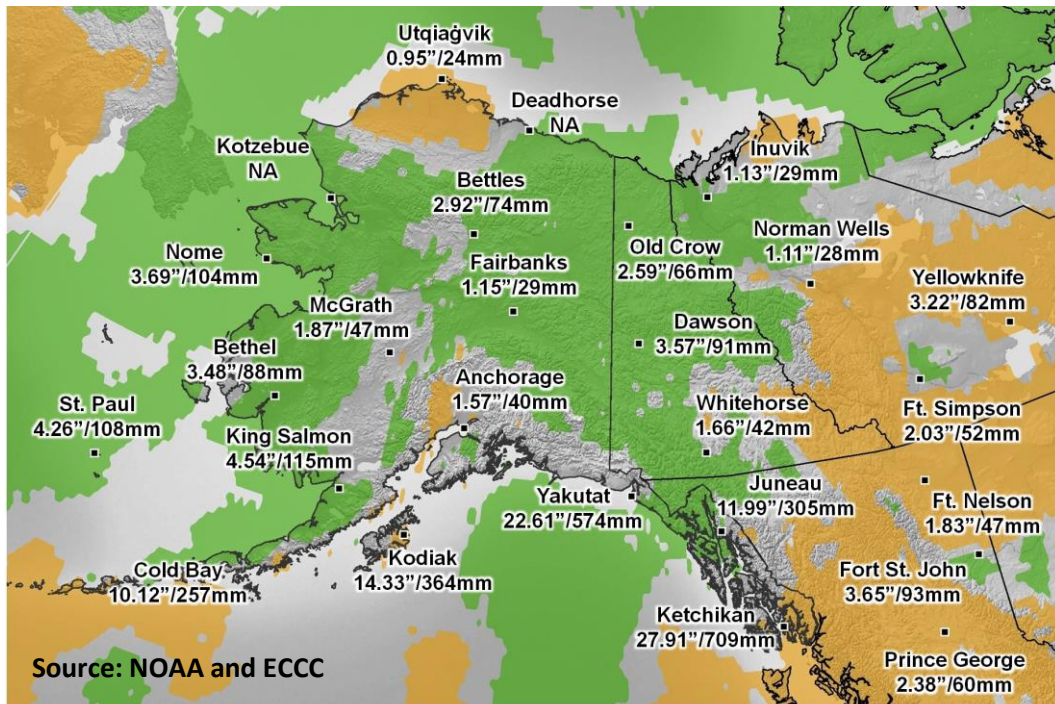 Utqiaġvik
0.95”/24mm
Deadhorse
NA
Kotzebue
NA
Inuvik
1.13”/29mm
Bettles
2.92”/74mm
Nome
3.69”/104mm
Old Crow
2.59”/66mm
Norman Wells
1.11”/28mm
Fairbanks
1.15”/29mm
Yellowknife
3.22”/82mm
McGrath
1.87”/47mm
Dawson
3.57”/91mm
Bethel
3.48”/88mm
Anchorage
1.57”/40mm
St. Paul
4.26”/108mm
Whitehorse
1.66”/42mm
Ft. Simpson
2.03”/52mm
King Salmon
4.54”/115mm
Yakutat
22.61”/574mm
Juneau
11.99”/305mm
Ft. Nelson
1.83”/47mm
Kodiak
14.33”/364mm
Cold Bay
10.12”/257mm
Fort St. John
3.65”/93mm
Ketchikan
27.91”/709mm
Prince George
2.38”/60mm
Source: NOAA and ECCC